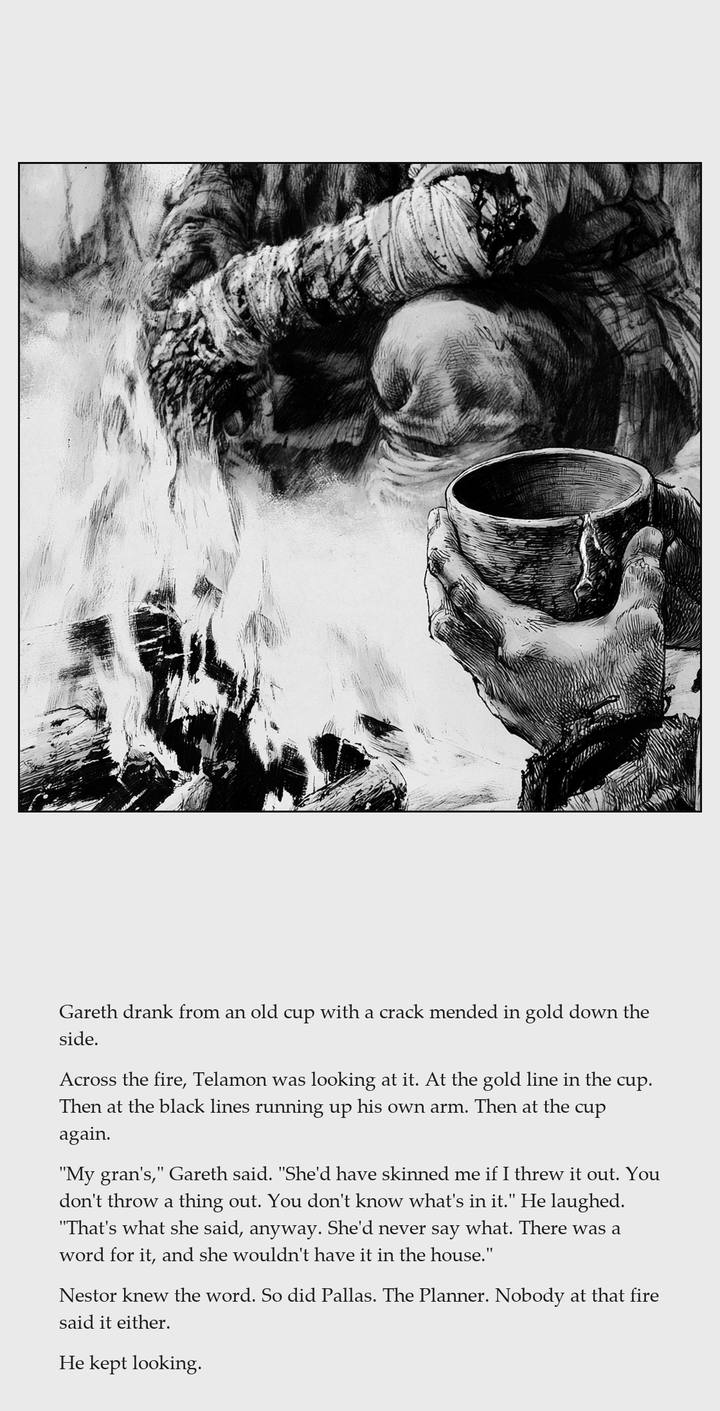 Gareth drank from an old cup with a crack mended in gold down the
side.
Across the fire, Telamon was looking at it. At the gold line in the cup.
Then at the black lines running up his own arm. Then at the cup
again.
"My gran's," Gareth said. "She'd have skinned me if I threw it out. You
don't throw a thing out. You don't know what's in it." He laughed.
"That's what she said, anyway. She'd never say what. There was a
word for it, and she wouldn't have it in the house."
Nestor knew the word. So did Pallas. The Planner. Nobody at that fire
said it either.
He kept looking.